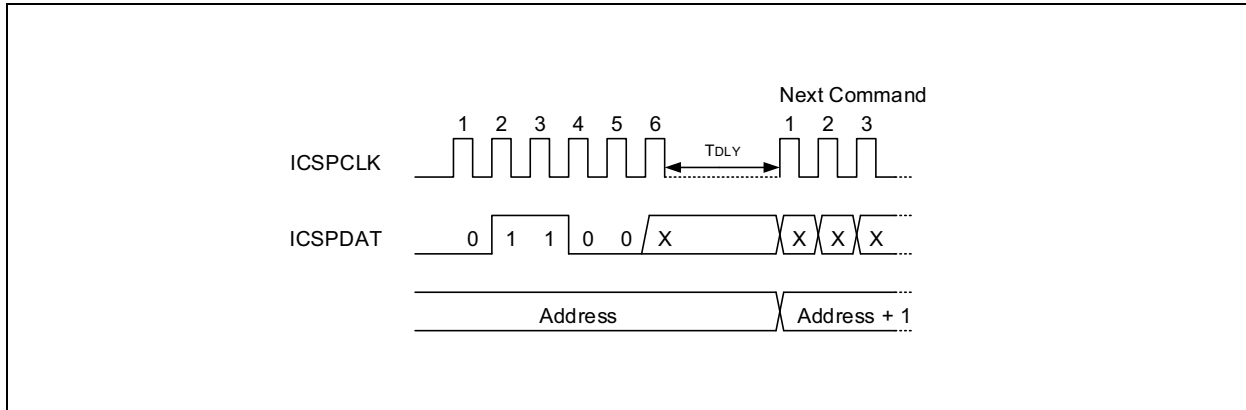 Next Command
1 2 3 4 5 6 1 2 3
TDLY
ICSPCLK
ICSPDAT 0 1 1 0 0 X X X X
Address Address + 1